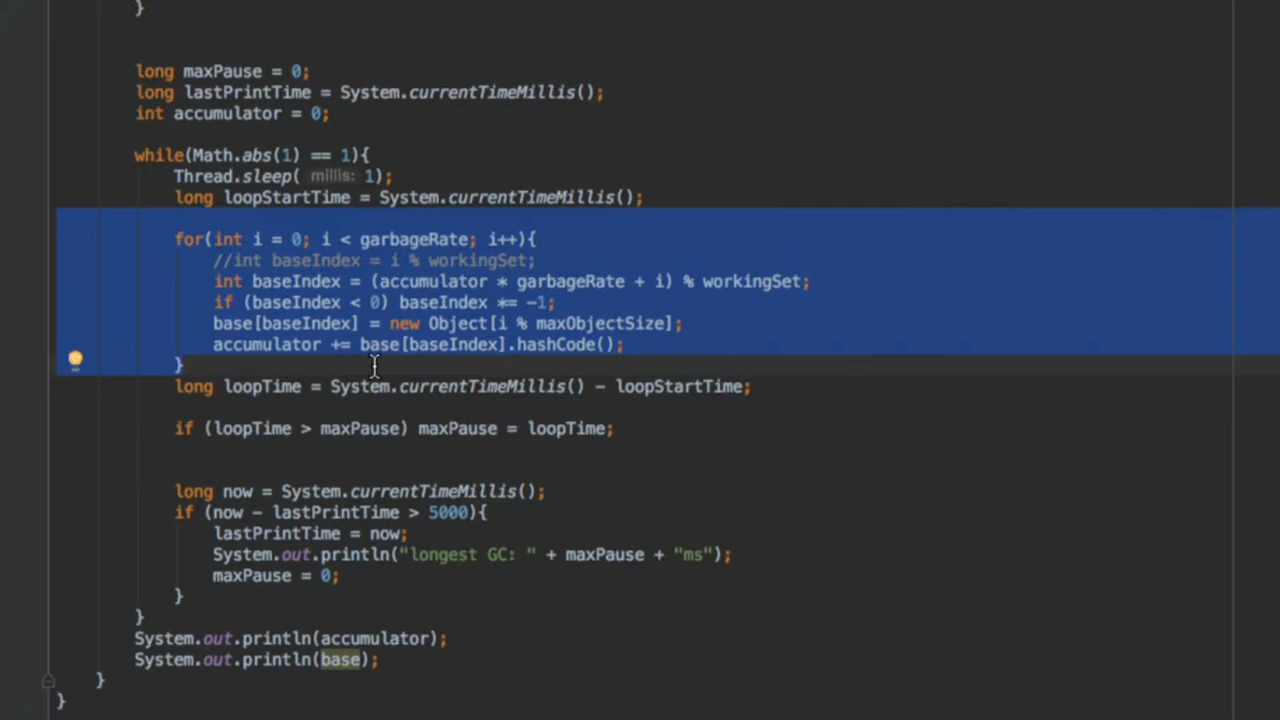 }
long maxPause = 0;
long lastPrintTime = System.currentTimeMillis();
int accumulator = 0;
while(Math.abs(1) == 1){
Thread.sleep( millis: 1);
long loopStartTime = System.currentTimeMillis();
for(int i = 0; i < garbageRate; i++){
//int baseIndex = i % workingSet;
int baseIndex = (accumulator * garbageRate + i) % workingSet;
if (baseIndex < 0) baseIndex *= -1;
base[baseIndex] = new Object[i % maxObjectSize];
accumulator += base[baseIndex].hashCode();
}
long loopTime = System.currentTimeMillis() - loopStartTime;
if (loopTime > maxPause) maxPause = loopTime;
long now = System.currentTimeMillis();
if (now - lastPrintTime > 5000){
lastPrintTime = now;
System.out.println("longest GC: " + maxPause + "ms");
maxPause = 0;
}
}
System.out.println(accumulator);
System.out.println(base);
}
}